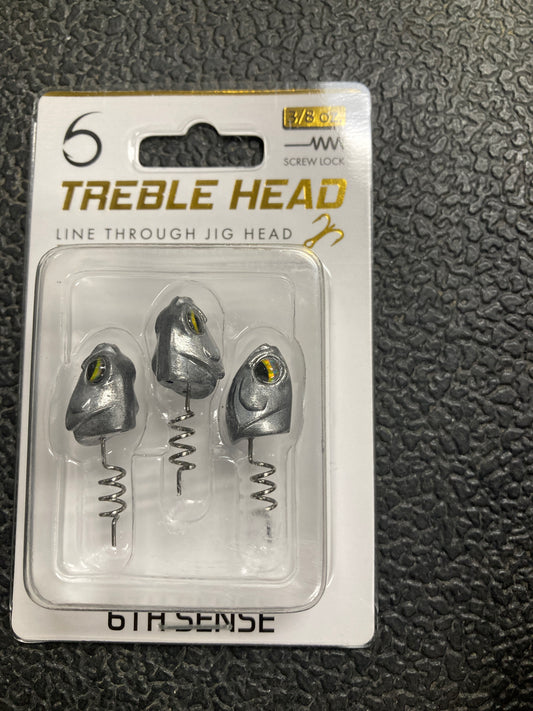 6
3/8 oz
SCREW LOCK
TREBLE HEAD
LINE THROUGH JIG HEAD
6TH SENSE